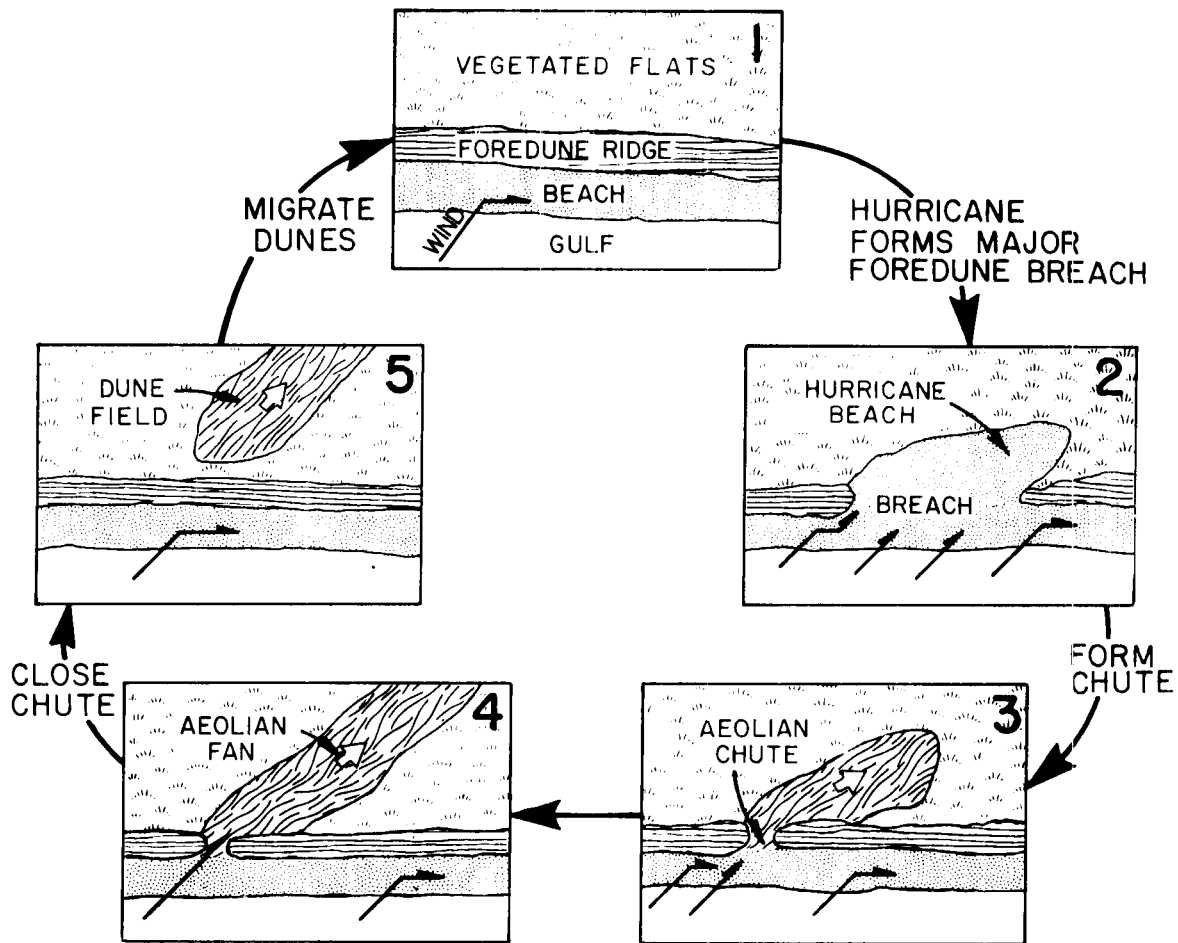 1
VEGETATED FLATS
FOREDUNE RIDGE
BEACH
WIND
GULF
HURRICANE
FORMS MAJOR
FOREDUNE BREACH
2
HURRICANE
BEACH
BREACH
FORM
CHUTE
3
AEOLIAN
CHUTE
4
AEOLIAN
FAN
CLOSE
CHUTE
5
DUNE
FIELD
MIGRATE
DUNES